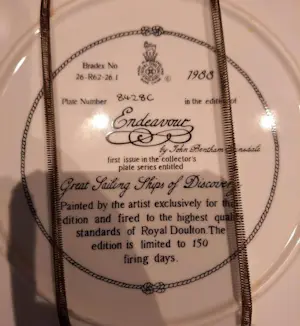 Bradex No
26-R62-26.1
1988
Plate Number 8428C in the edition of
Endeavour
by John Bentham-Dinsdale
first issue in the collector's
plate series entitled
Great Sailing Ships of Discovery
Painted by the artist exclusively for the
edition and fired to the highest quality
standards of Royal Doulton. The
edition is limited to 150
firing days.